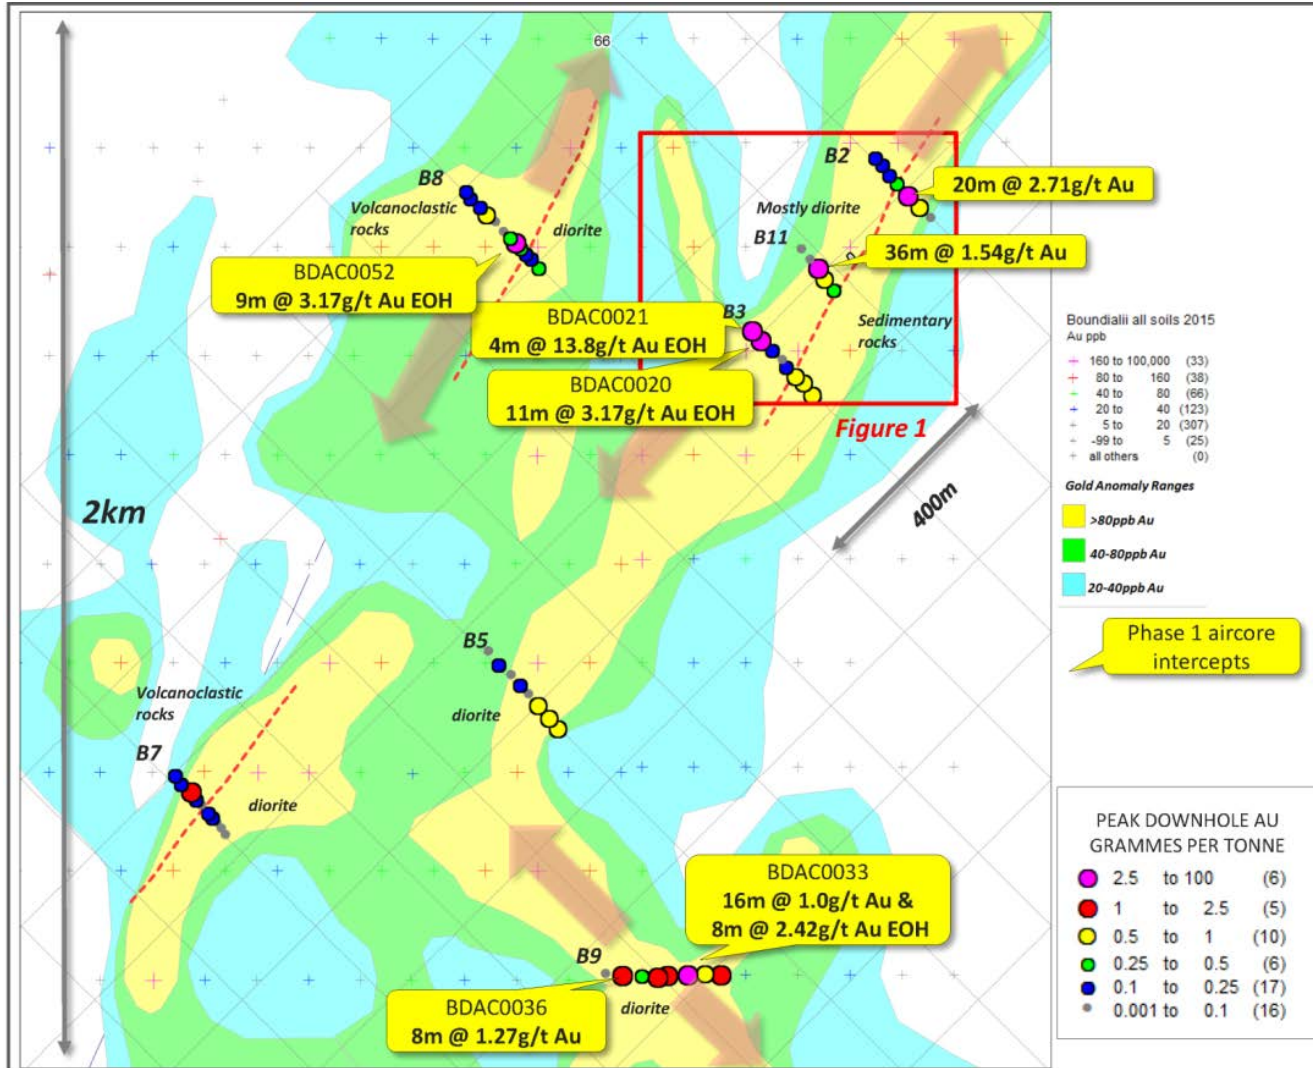 66
B2
20m @ 2.71g/t Au
B8
Volcanoclastic
rocks
diorite
Mostly diorite
B11
36m @ 1.54g/t Au
BDAC0052
9m @ 3.17g/t Au EOH
BDAC0021
4m @ 13.8g/t Au EOH
B3
Sedimentary
rocks
BDAC0020
11m @ 3.17g/t Au EOH
Figure 1
400m
2km
B5
diorite
Volcanoclastic
rocks
B7
diorite
BDAC0033
16m @ 1.0g/t Au &
8m @ 2.42g/t Au EOH
B9
diorite
BDAC0036
8m @ 1.27g/t Au
Boundialii all soils 2015
Au ppb
160 to 100,000 (33)
80 to 160 (38)
40 to 80 (66)
20 to 40 (123)
5 to 20 (307)
-99 to 5 (25)
all others (0)
Gold Anomaly Ranges
>80ppb Au
40-80ppb Au
20-40ppb Au
Phase 1 aircore
intercepts
PEAK DOWNHOLE AU
GRAMMES PER TONNE
2.5 to 100 (6)
1 to 2.5 (5)
0.5 to 1 (10)
0.25 to 0.5 (6)
0.1 to 0.25 (17)
0.001 to 0.1 (16)